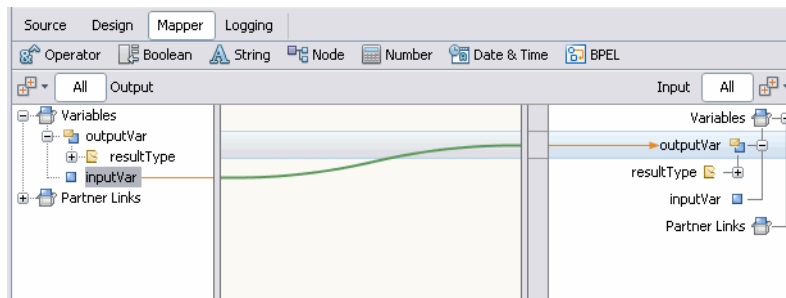 Source Design Mapper Logging
Operator Boolean String Node Number Date & Time BPEL
All Output Input All
Variables Variables
outputVar outputVar
resultType resultType
inputVar inputVar
Partner Links Partner Links